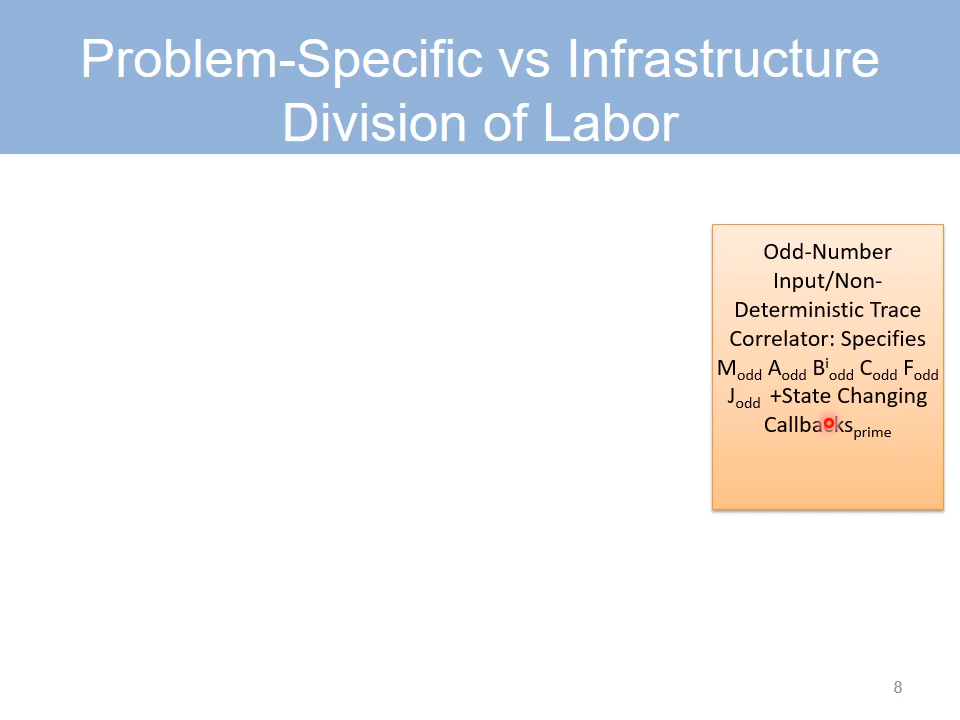 Problem-Specific vs Infrastructure
Division of Labor
Odd-Number
Input/Non-
Deterministic Trace
Correlator: Specifies
M_odd A_odd B^i_odd C_odd F_odd
J_odd +State Changing
Callbacks_prime
8